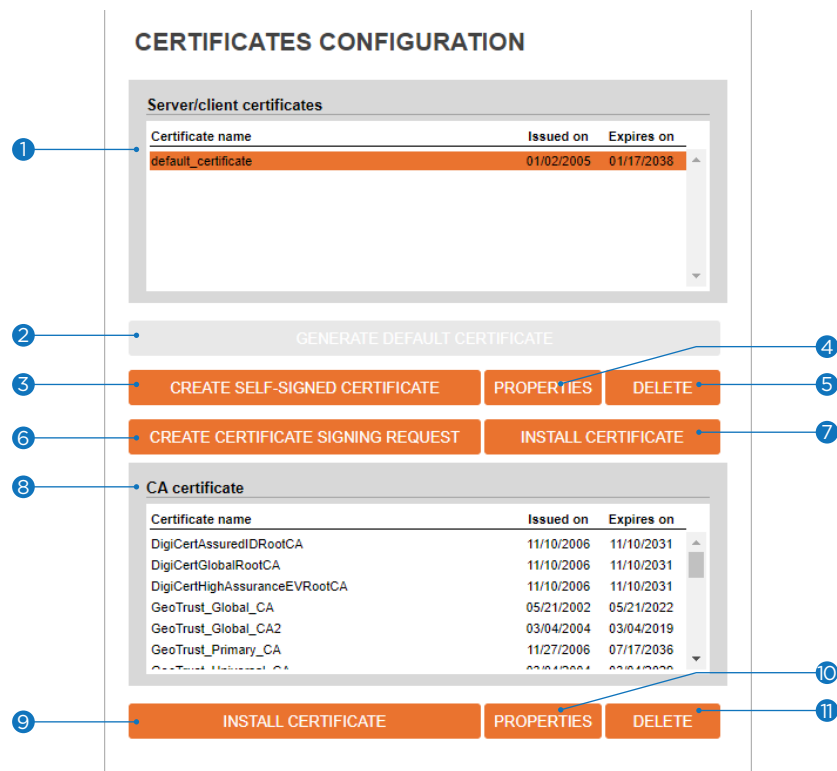 CERTIFICATES CONFIGURATION
Server/client certificates
Certificate name Issued on Expires on
1
default_certificate 01/02/2005 01/17/2038
2 GENERATE DEFAULT CERTIFICATE
4
3 CREATE SELF-SIGNED CERTIFICATE PROPERTIES DELETE 5
6 CREATE CERTIFICATE SIGNING REQUEST INSTALL CERTIFICATE 7
8 CA certificate
Certificate name Issued on Expires on
DigiCertAssuredIDRootCA 11/10/2006 11/10/2031
DigiCertGlobalRootCA 11/10/2006 11/10/2031
DigiCertHighAssuranceEVRootCA 11/10/2006 11/10/2031
GeoTrust_Global_CA 05/21/2002 05/21/2022
GeoTrust_Global_CA2 03/04/2004 03/04/2019
GeoTrust_Primary_CA 11/27/2006 07/17/2036
10
9 INSTALL CERTIFICATE PROPERTIES DELETE 11